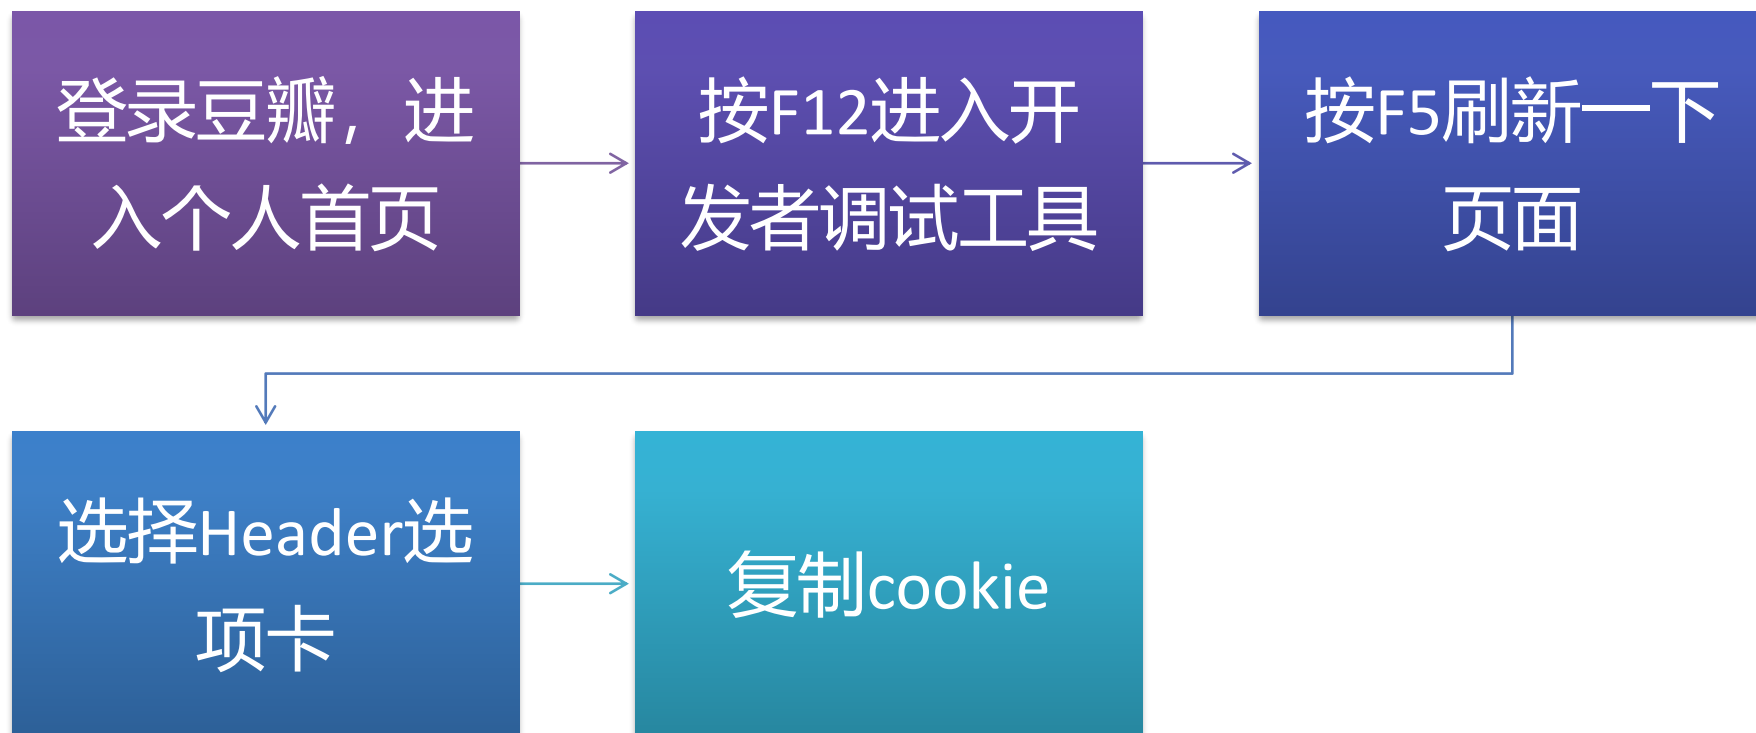 登录豆瓣，进
入个人首页
按F12进入开
发者调试工具
按F5刷新一下
页面
选择Header选
项卡
复制cookie